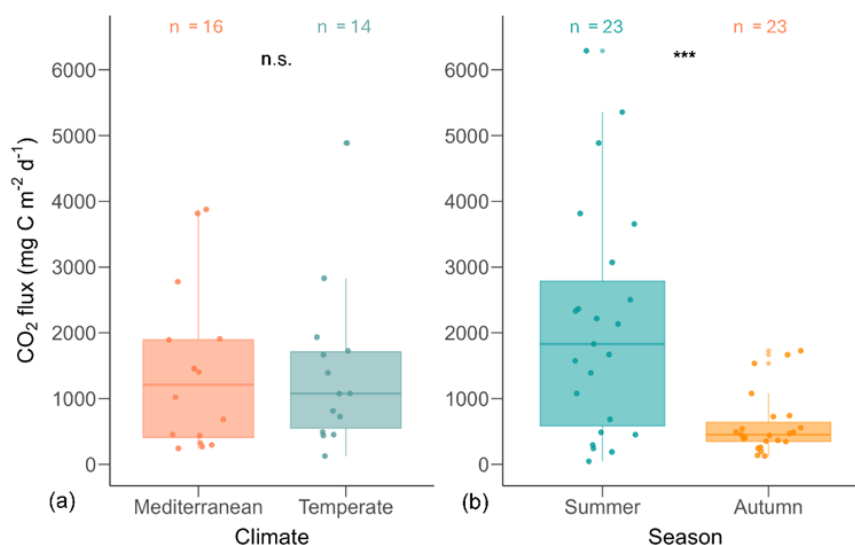 n = 16 n = 14 n = 23 n = 23
n.s. ***
6000 6000
5000 5000
4000 4000
3000 3000
2000 2000
1000 1000
0 0
CO₂ flux (mg C m⁻² d⁻¹)
(a) Mediterranean Temperate (b) Summer Autumn
Climate Season